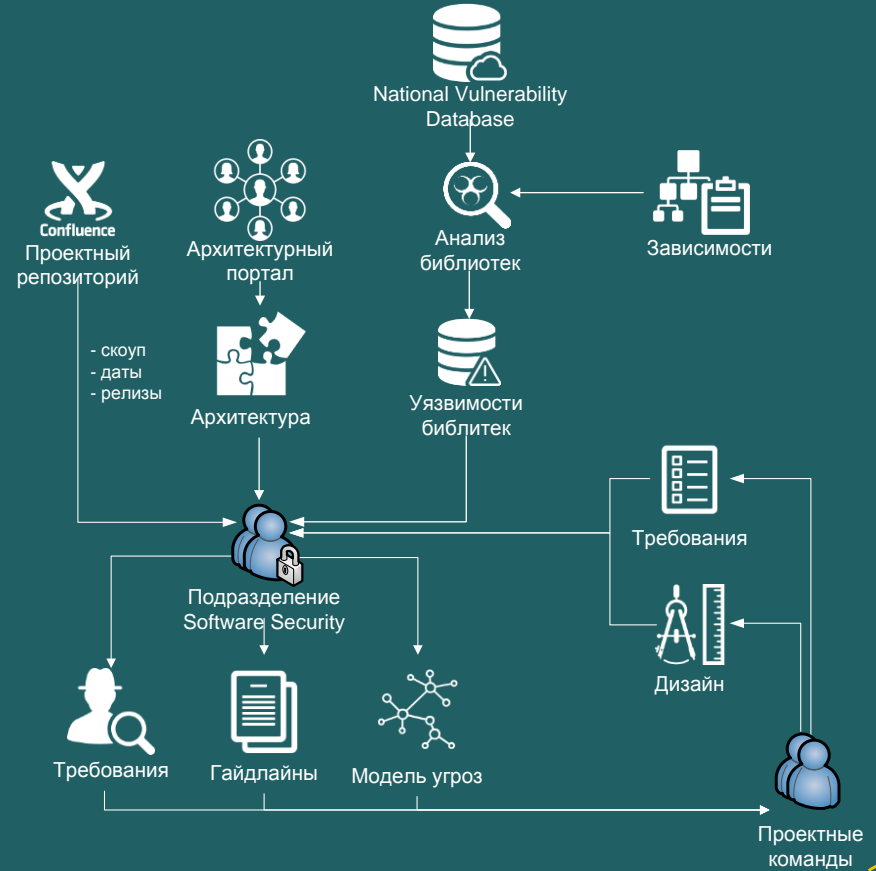 National Vulnerability
Database
Confluence
Проектный
репозиторий
Архитектурный
портал
Анализ
библиотек
Зависимости
- скоуп
- даты
- релизы
Архитектура
Уязвимости
библитек
Требования
Подразделение
Software Security
Дизайн
Требования
Гайдлайны
Модель угроз
Проектные
команды